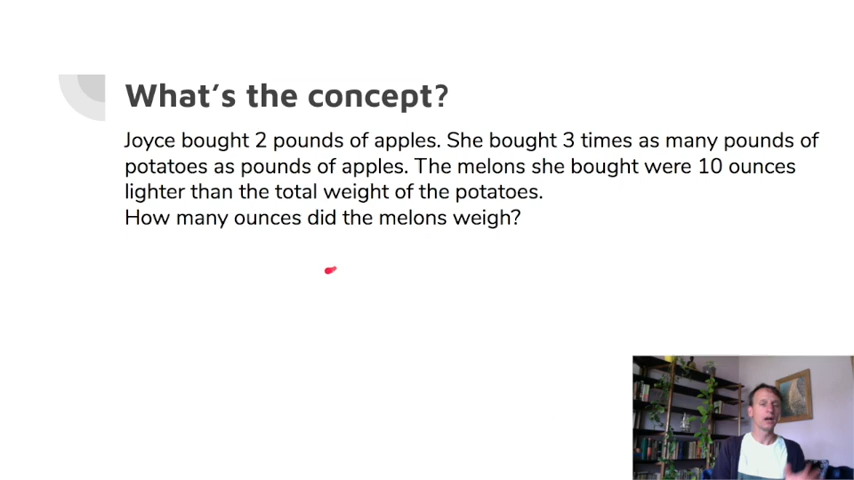 What's the concept?
Joyce bought 2 pounds of apples. She bought 3 times as many pounds of
potatoes as pounds of apples. The melons she bought were 10 ounces
lighter than the total weight of the potatoes.
How many ounces did the melons weigh?